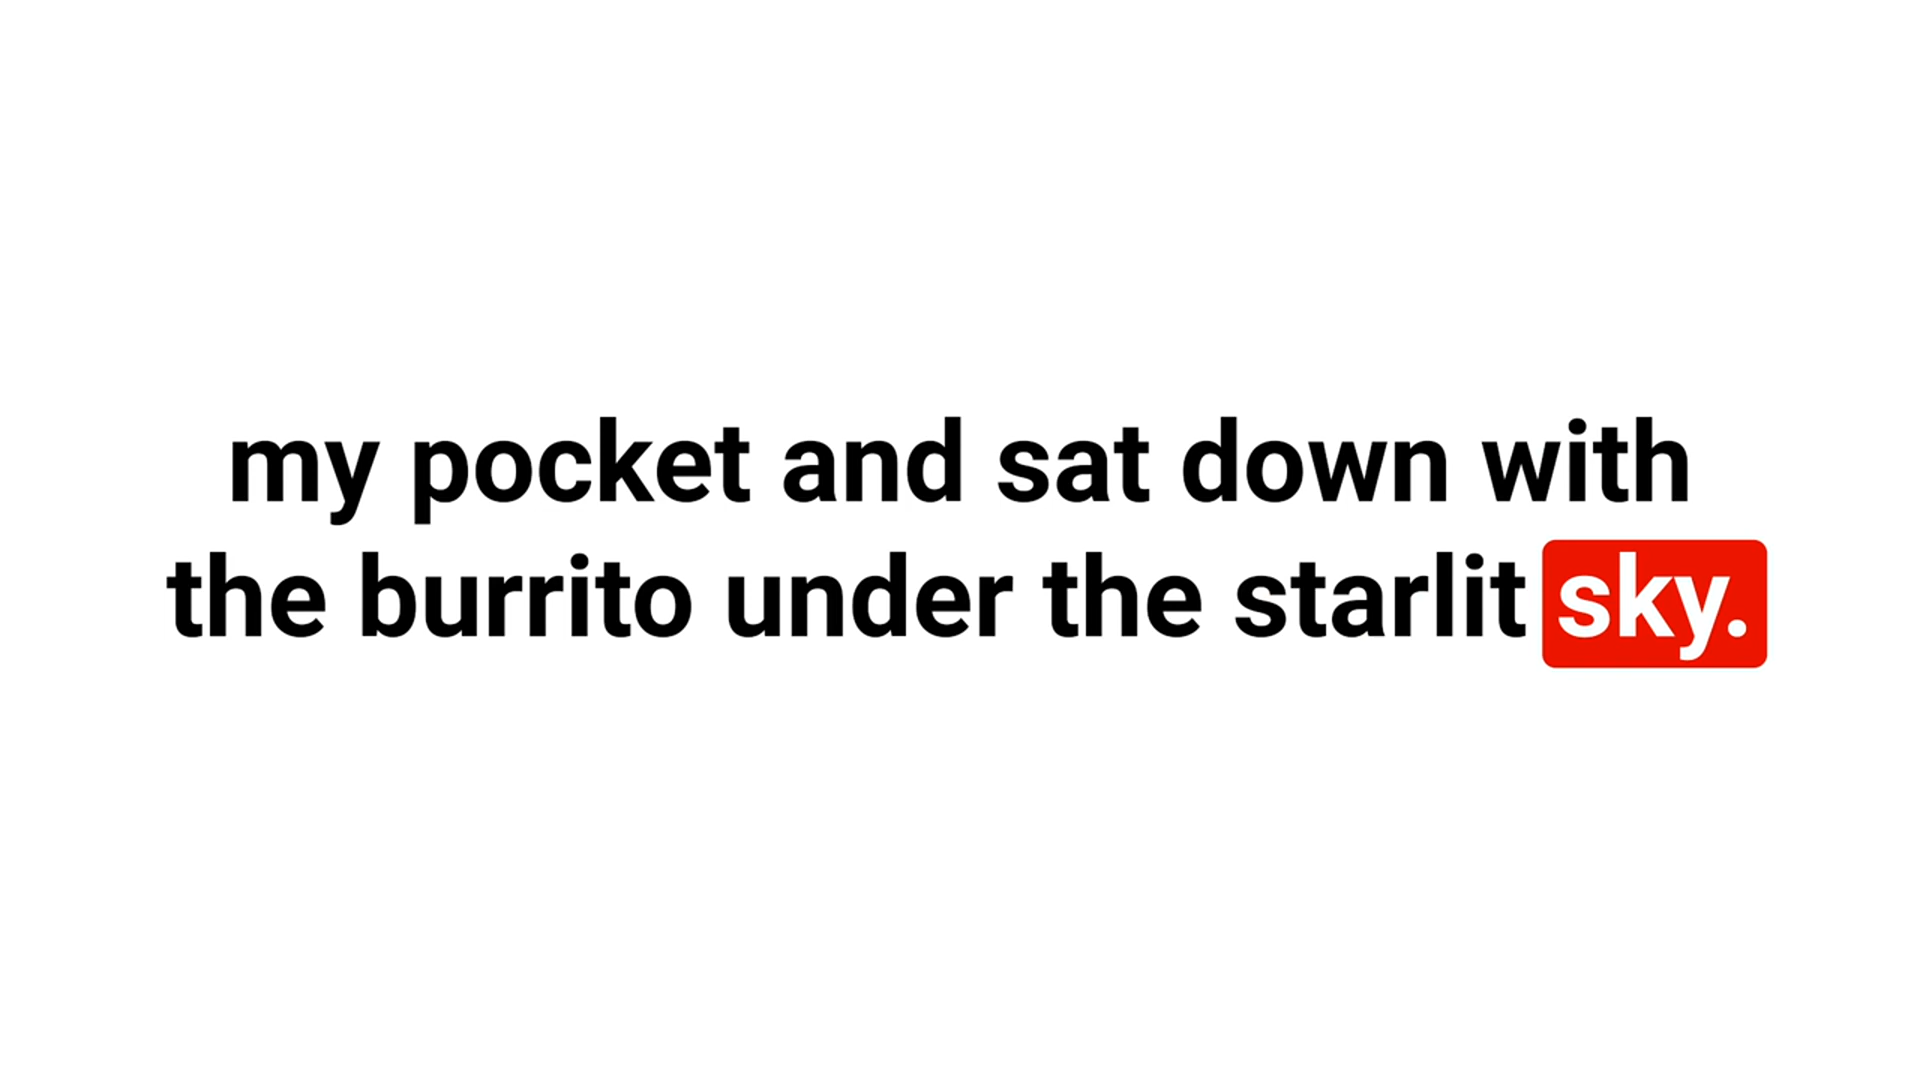 my pocket and sat down with
the burrito under the starlit sky.